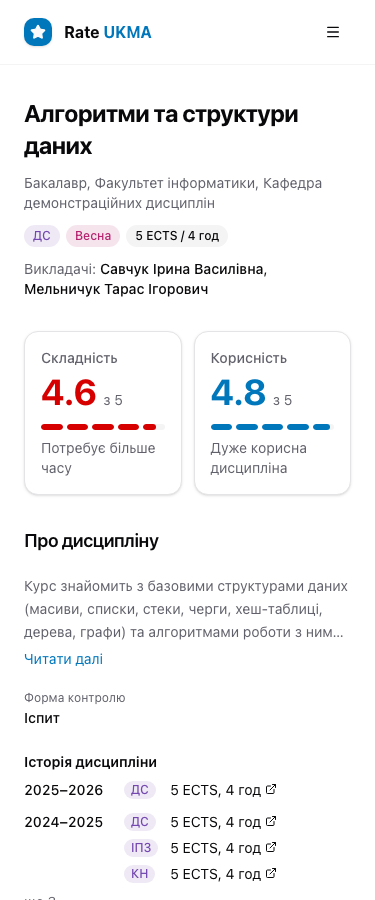 Rate UKMA
Алгоритми та структури
даних
Бакалавр, Факультет інформатики, Кафедра
демонстраційних дисциплін
ДС Весна 5 ECTS / 4 год
Викладачі: Савчук Ірина Василівна,
Мельничук Тарас Ігорович
Складність
4.6 з 5
Потребує більше
часу
Корисність
4.8 з 5
Дуже корисна
дисципліна
Про дисципліну
Курс знайомить з базовими структурами даних
(масиви, списки, стеки, черги, хеш-таблиці,
дерева, графи) та алгоритмами роботи з ним…
Читати далі
Форма контролю
Іспит
Історія дисципліни
2025–2026 ДС 5 ECTS, 4 год
2024–2025 ДС 5 ECTS, 4 год
ІПЗ 5 ECTS, 4 год
КН 5 ECTS, 4 год